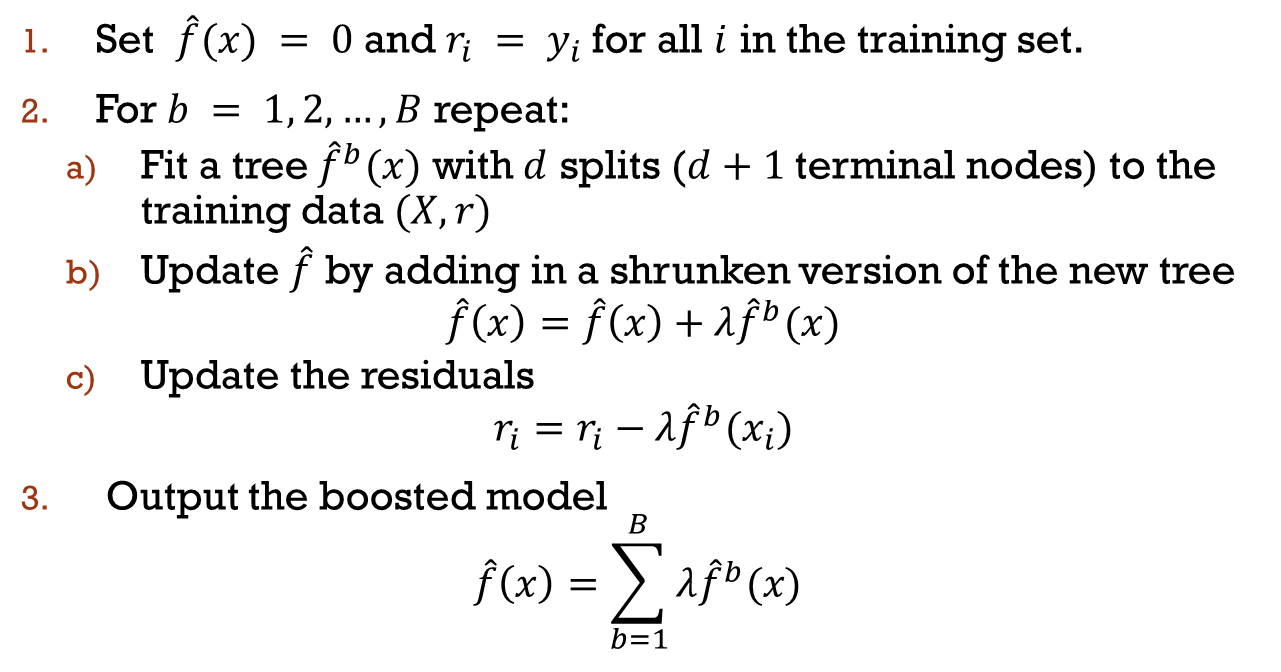 1. Set f̂(x) = 0 and rᵢ = yᵢ for all i in the training set.
2. For b = 1, 2, … , B repeat:
a) Fit a tree f̂ᵇ(x) with d splits (d + 1 terminal nodes) to the
training data (X, r)
b) Update f̂ by adding in a shrunken version of the new tree
f̂(x) = f̂(x) + λf̂ᵇ(x)
c) Update the residuals
rᵢ = rᵢ − λf̂ᵇ(xᵢ)
3. Output the boosted model
B
f̂(x) = ∑ λf̂ᵇ(x)
b=1